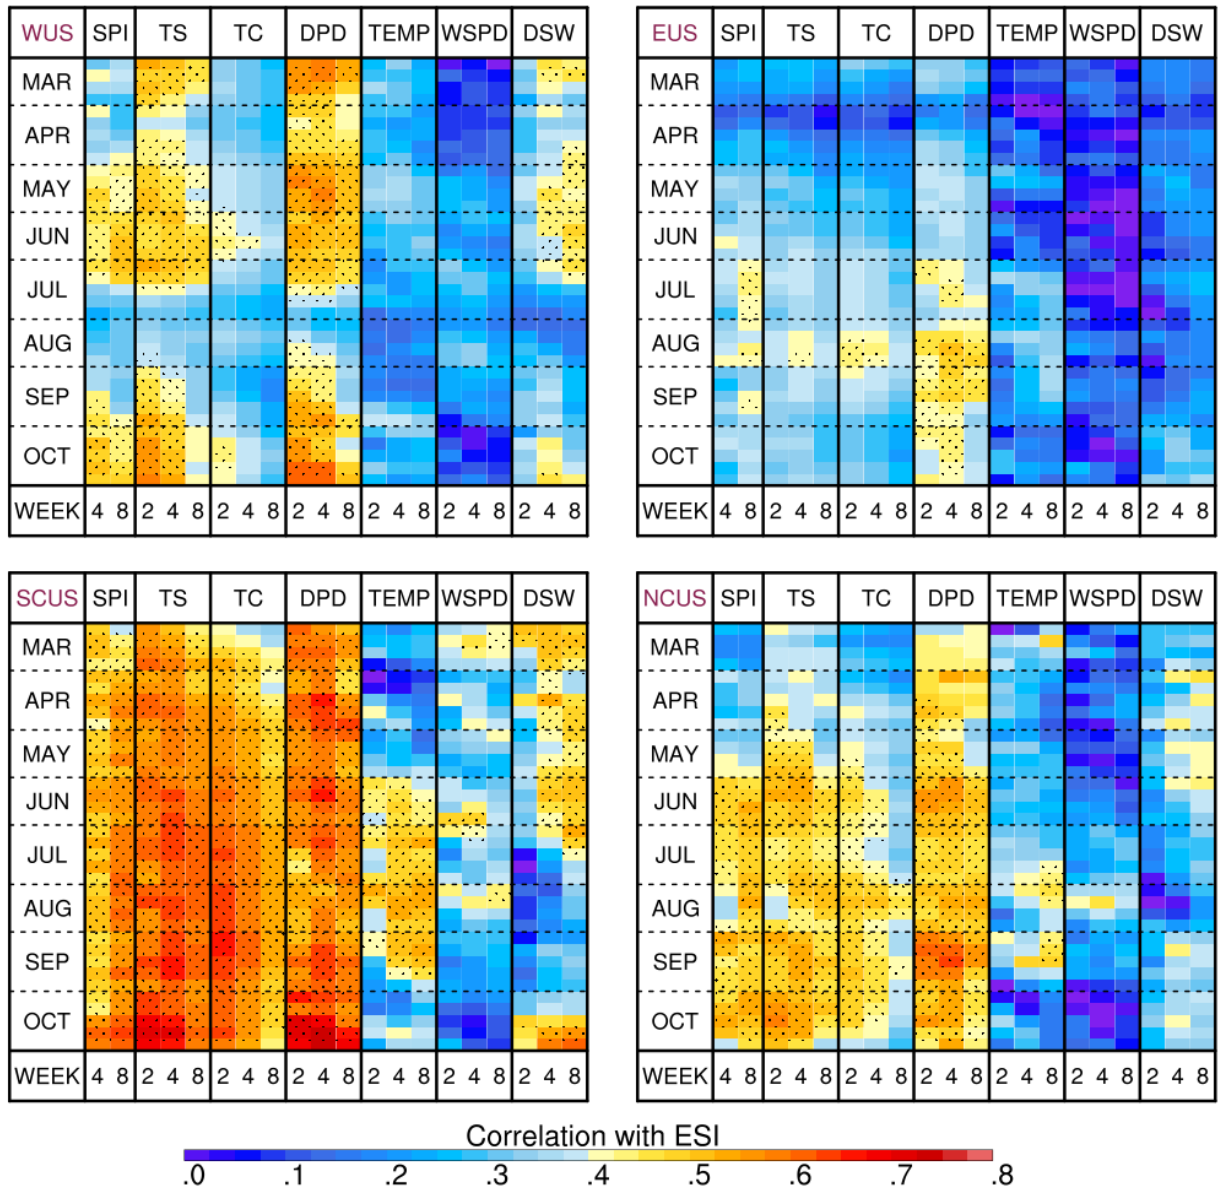 WUS SPI TS TC DPD TEMP WSPD DSW
MAR
APR
MAY
JUN
JUL
AUG
SEP
OCT
WEEK 4 8 2 4 8 2 4 8 2 4 8 2 4 8 2 4 8 2 4 8
EUS SPI TS TC DPD TEMP WSPD DSW
MAR
APR
MAY
JUN
JUL
AUG
SEP
OCT
WEEK 4 8 2 4 8 2 4 8 2 4 8 2 4 8 2 4 8 2 4 8
SCUS SPI TS TC DPD TEMP WSPD DSW
MAR
APR
MAY
JUN
JUL
AUG
SEP
OCT
WEEK 4 8 2 4 8 2 4 8 2 4 8 2 4 8 2 4 8 2 4 8
NCUS SPI TS TC DPD TEMP WSPD DSW
MAR
APR
MAY
JUN
JUL
AUG
SEP
OCT
WEEK 4 8 2 4 8 2 4 8 2 4 8 2 4 8 2 4 8 2 4 8
Correlation with ESI
.0 .1 .2 .3 .4 .5 .6 .7 .8